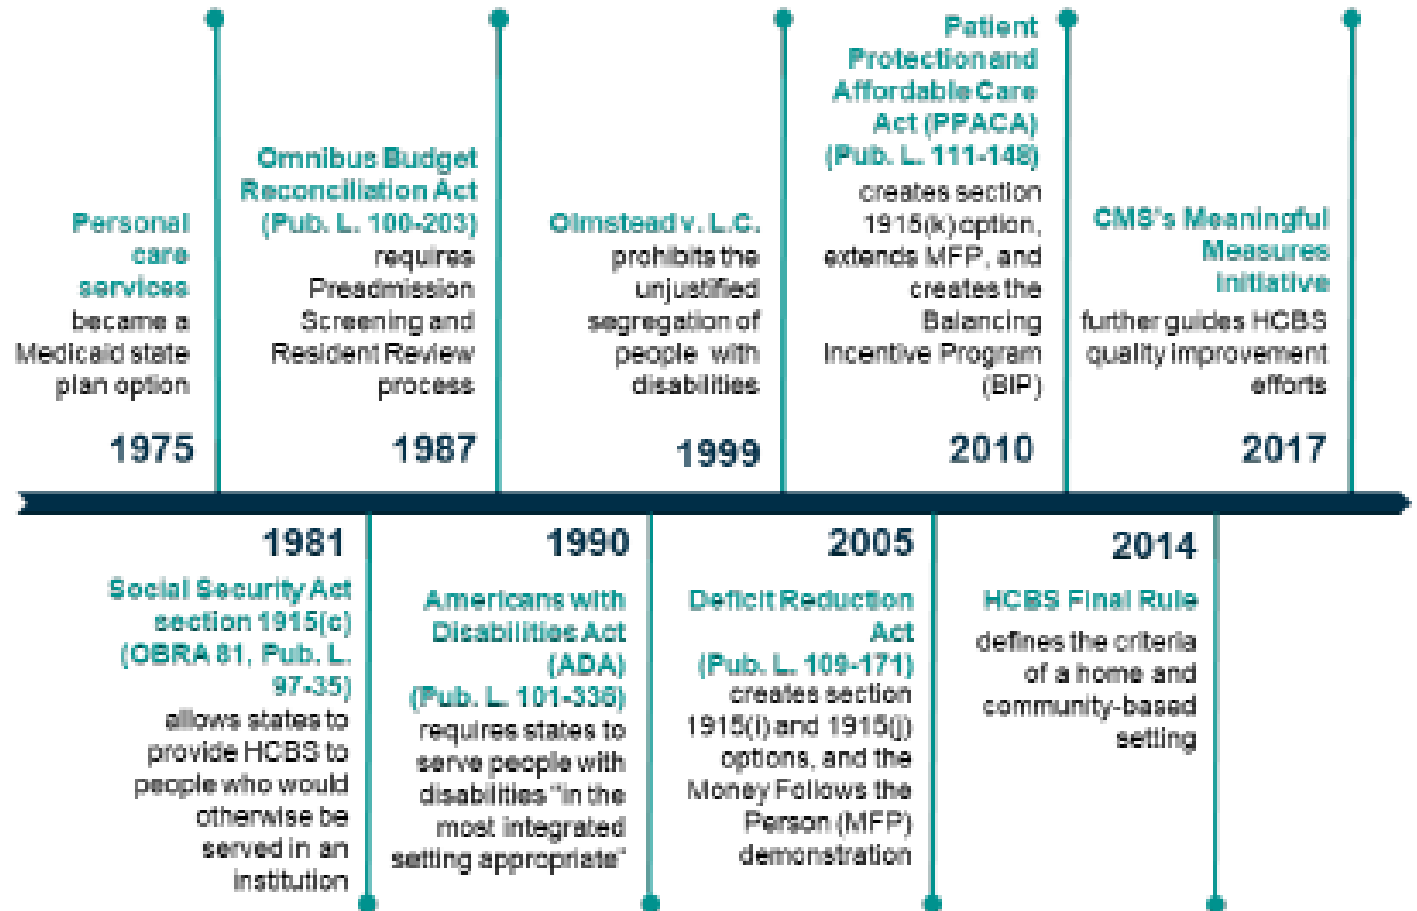 Personal
care
services
became a
Medicaid state
plan option
1975
Omnibus Budget
Reconciliation Act
(Pub. L. 100-203)
requires
Preadmission
Screening and
Resident Review
process
1987
Olmstead v. L.C.
prohibits the
unjustified
segregation of
people with
disabilities
1999
Patient
Protection and
Affordable Care
Act (PPACA)
(Pub. L. 111-148)
creates section
1915(k) option,
extends MFP, and
creates the
Balancing
Incentive Program
(BIP)
2010
CMS's Meaningful
Measures
Initiative
further guides HCBS
quality improvement
efforts
2017
1981
Social Security Act
section 1915(c)
(OBRA 81, Pub. L.
97-35)
allows states to
provide HCBS to
people who would
otherwise be
served in an
institution
1990
Americans with
Disabilities Act
(ADA)
(Pub. L. 101-336)
requires states to
serve people with
disabilities "in the
most integrated
setting appropriate"
2005
Deficit Reduction
Act
(Pub. L. 109-171)
creates section
1915(i) and 1915(j)
options, and the
Money Follows the
Person (MFP)
demonstration
2014
HCBS Final Rule
defines the criteria
of a home and
community-based
setting